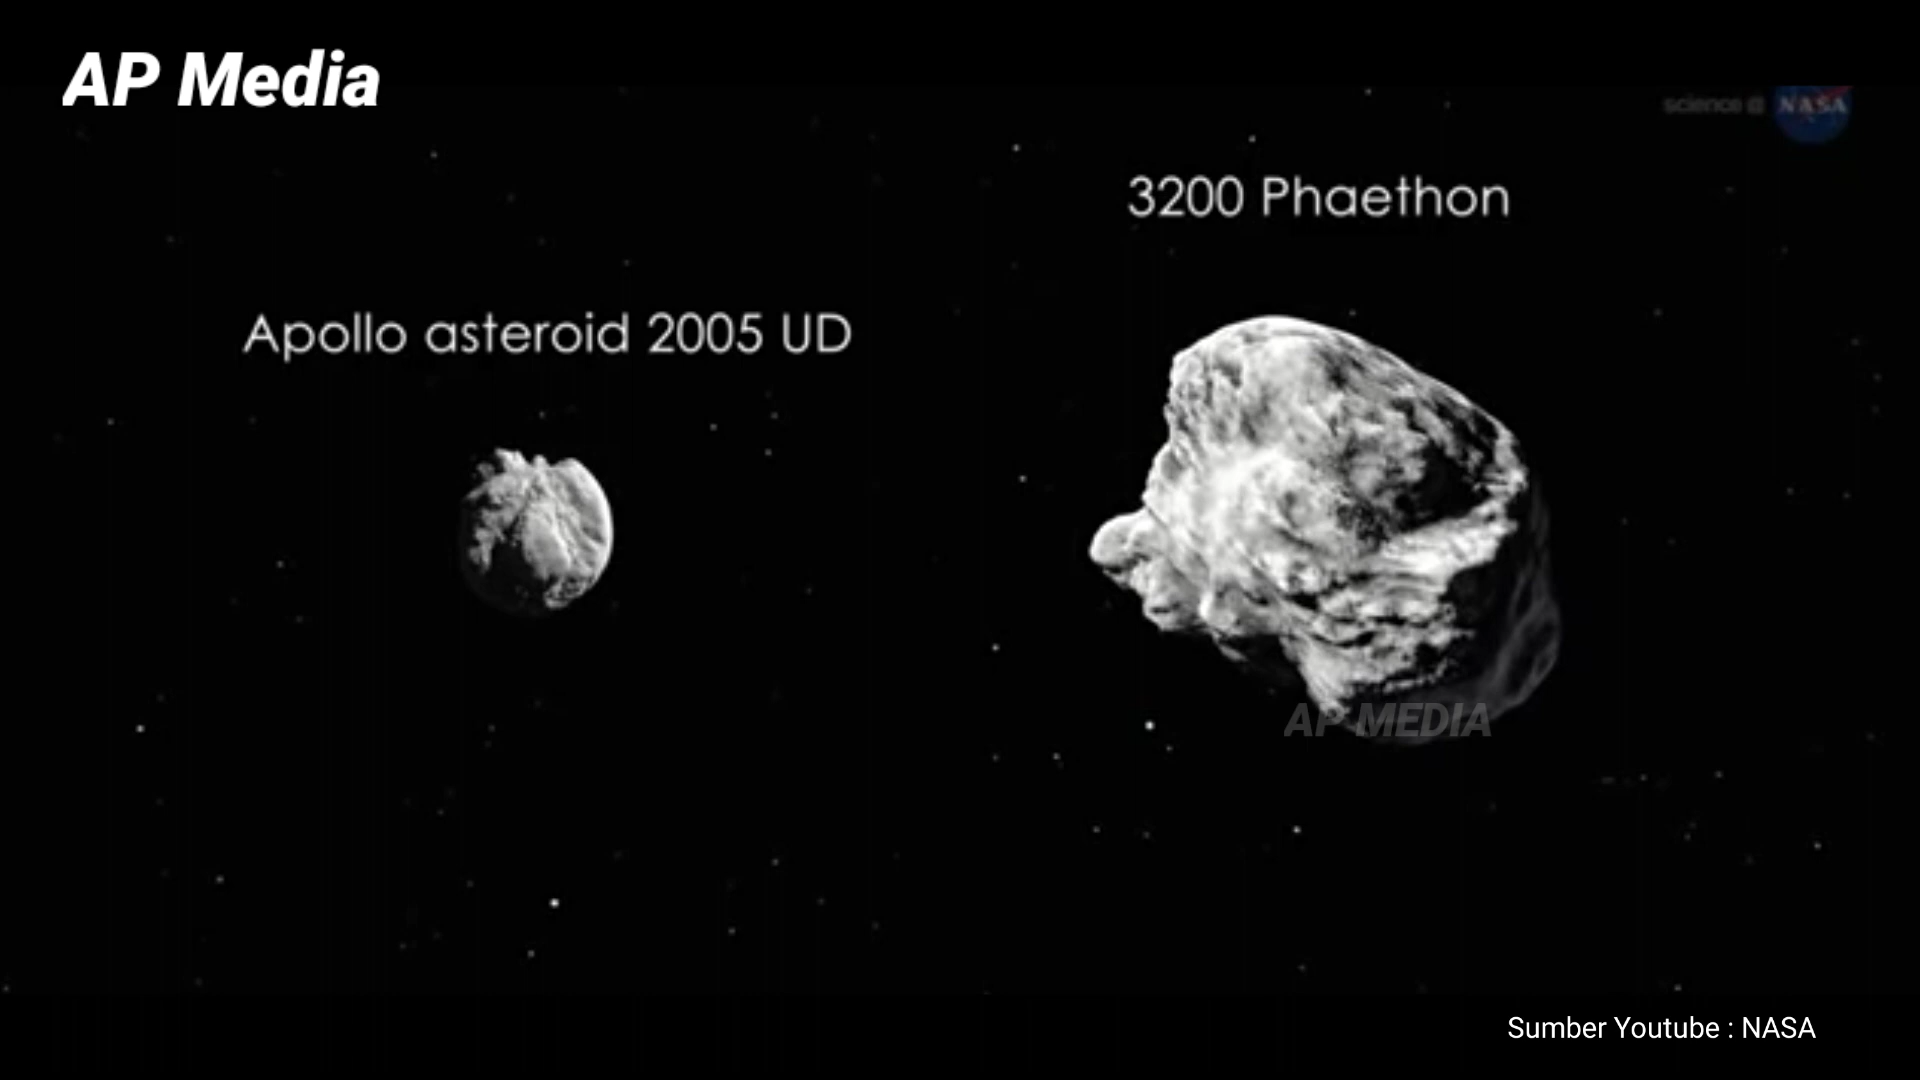 AP Media
science @ NASA
3200 Phaethon
Apollo asteroid 2005 UD
AP MEDIA
Sumber Youtube : NASA